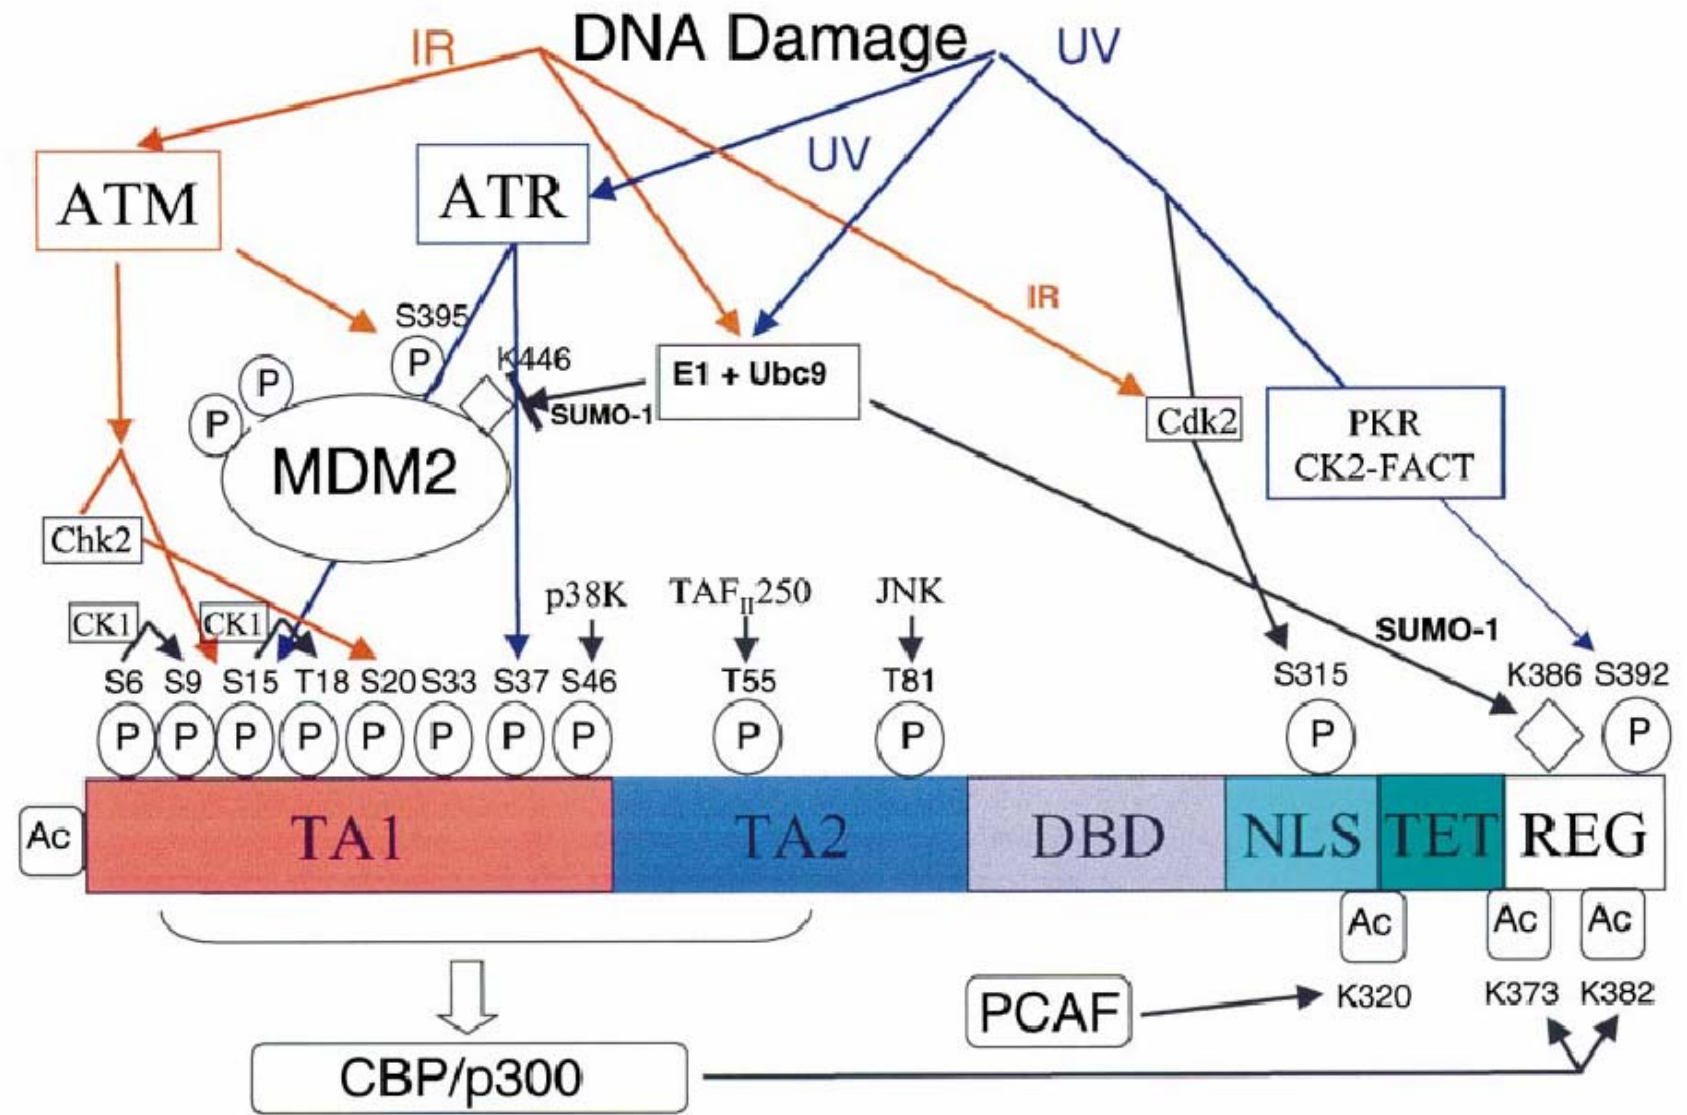 IR
DNA Damage
UV
UV
ATM
ATR
IR
S395
P
K446
E1 + Ubc9
SUMO-1
P
P
MDM2
Cdk2
PKR
CK2-FACT
Chk2
CK1
CK1
p38K
TAFII250
JNK
SUMO-1
S6 S9 S15 T18 S20 S33 S37 S46 T55 T81 S315 K386 S392
P P P P P P P P P P P P
Ac
TA1 TA2 DBD NLS TET REG
Ac Ac Ac
PCAF
K320 K373 K382
CBP/p300